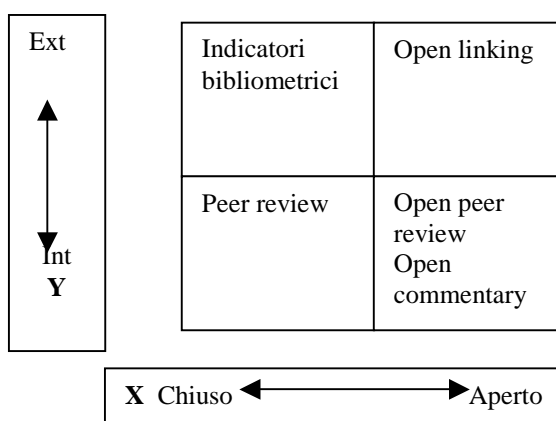 Ext
Int
Y
Indicatori
bibliometrici
Open linking
Peer review
Open peer
review
Open
commentary
X Chiuso Aperto